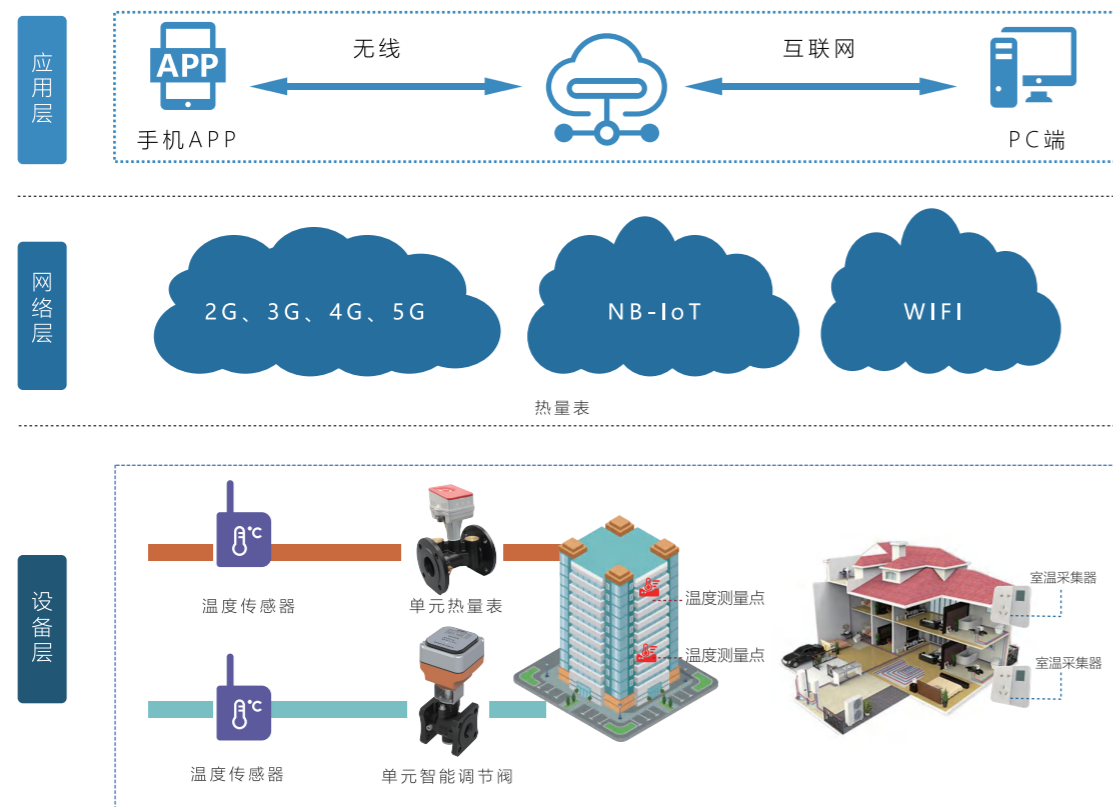 应用层
APP
无线
互联网
手机APP
PC端
网络层
2G、3G、4G、5G
NB-IoT
WIFI
热量表
设备层
°C
温度传感器
单元热量表
温度测量点
温度测量点
室温采集器
室温采集器
°C
温度传感器
单元智能调节阀